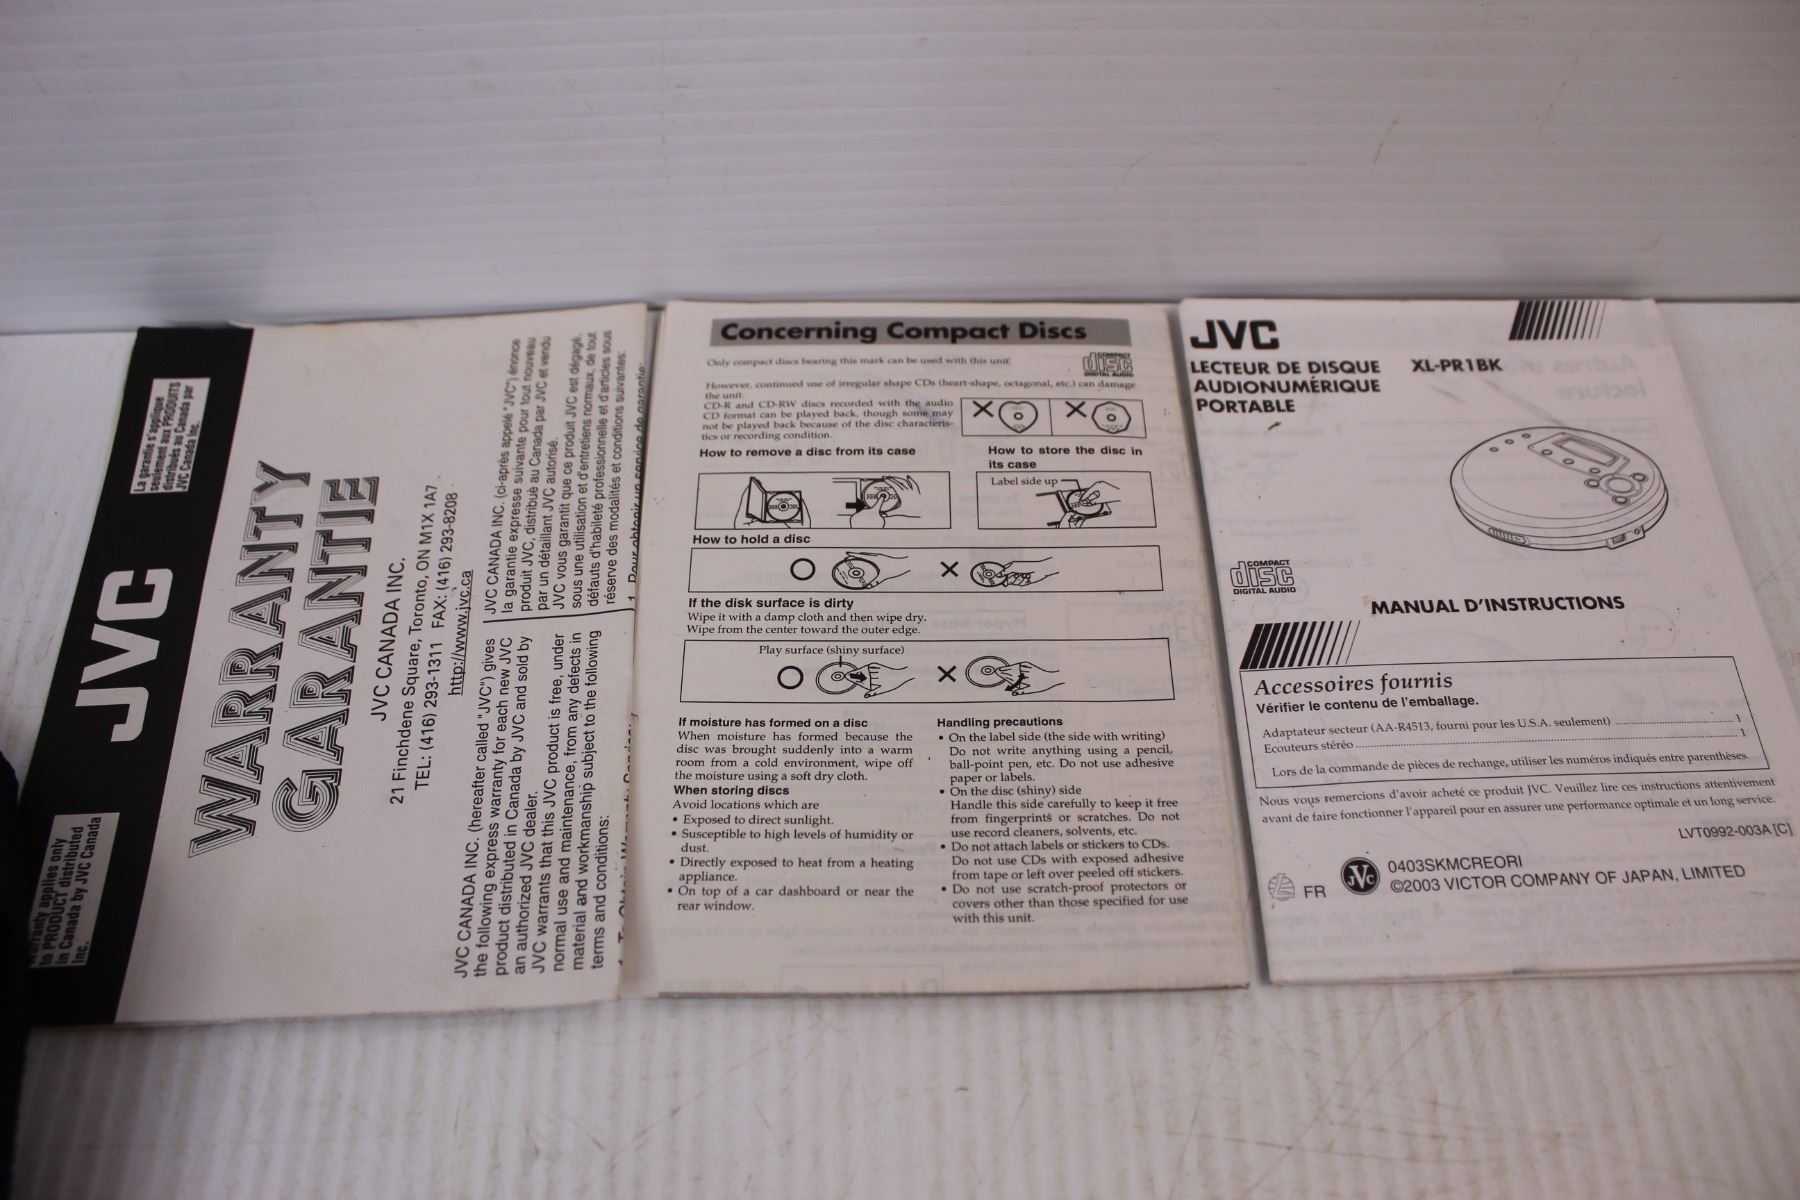 La garantie s'applique
seulement aux PRODUITS
distribués au Canada par
JVC Canada Inc.
JVC
warranty applies only
to PRODUCT distributed
in Canada by JVC Canada
Inc.
WARRANTY
GARANTIE
JVC CANADA INC.
21 Finchdene Square, Toronto, ON M1X 1A7
TEL: (416) 293-1311 FAX: (416) 293-8208
http://www.jvc.ca
JVC CANADA INC. (hereafter called "JVC") gives
the following express warranty for each new JVC
product distributed in Canada by JVC and sold by
an authorized JVC dealer.
JVC warrants that this JVC product is free, under
normal use and maintenance, from any defects in
material and workmanship subject to the following
terms and conditions:
1. To Obtain Warranty Service:
JVC CANADA INC. (ci-après appelé "JVC") énonce
la garantie expresse suivante pour tout nouveau
produit JVC, distribué au Canada par JVC et vendu
par un détaillant JVC autorisé.
JVC vous garantit que ce produit JVC est dégagé,
sous une utilisation et d'entretiens normaux, de tout
défauts d'habileté professionnelle et d'articles sous
réserve des modalités et conditions suivantes:
1. Pour obtenir un service de garantie:
Concerning Compact Discs
Only compact discs bearing this mark can be used with this unit.
COMPACT
disc
DIGITAL AUDIO
However, continued use of irregular shape CDs (heart-shape, octagonal, etc.) can damage
the unit.
CD-R and CD-RW discs recorded with the audio
CD format can be played back, though some may
not be played back because of the disc characteris-
tics or recording condition.
How to remove a disc from its case
How to store the disc in
its case
Label side up
How to hold a disc
If the disk surface is dirty
Wipe it with a damp cloth and then wipe dry.
Wipe from the center toward the outer edge.
Play surface (shiny surface)
If moisture has formed on a disc
When moisture has formed because the
disc was brought suddenly into a warm
room from a cold environment, wipe off
the moisture using a soft dry cloth.
When storing discs
Avoid locations which are
• Exposed to direct sunlight.
• Susceptible to high levels of humidity or
dust.
• Directly exposed to heat from a heating
appliance.
• On top of a car dashboard or near the
rear window.
Handling precautions
• On the label side (the side with writing)
Do not write anything using a pencil,
ball-point pen, etc. Do not use adhesive
paper or labels.
• On the disc (shiny) side
Handle this side carefully to keep it free
from fingerprints or scratches. Do not
use record cleaners, solvents, etc.
• Do not attach labels or stickers to CDs.
Do not use CDs with exposed adhesive
from tape or left over peeled off stickers.
• Do not use scratch-proof protectors or
covers other than those specified for use
with this unit.
JVC
LECTEUR DE DISQUE XL-PR1BK
AUDIONUMÉRIQUE
PORTABLE
COMPACT
disc
DIGITAL AUDIO
MANUAL D'INSTRUCTIONS
Accessoires fournis
Vérifier le contenu de l'emballage.
Adaptateur secteur (AA-R4513, fourni pour les U.S.A. seulement) 1
Ecouteurs stéréo 1
Lors de la commande de pièces de rechange, utiliser les numéros indiqués entre parenthèses.
Nous vous remercions d'avoir acheté ce produit JVC. Veuillez lire ces instructions attentivement
avant de faire fonctionner l'appareil pour en assurer une performance optimale et un long service.
LVT0992-003A [C]
FR
JVC
0403SKMCREORI
©2003 VICTOR COMPANY OF JAPAN, LIMITED